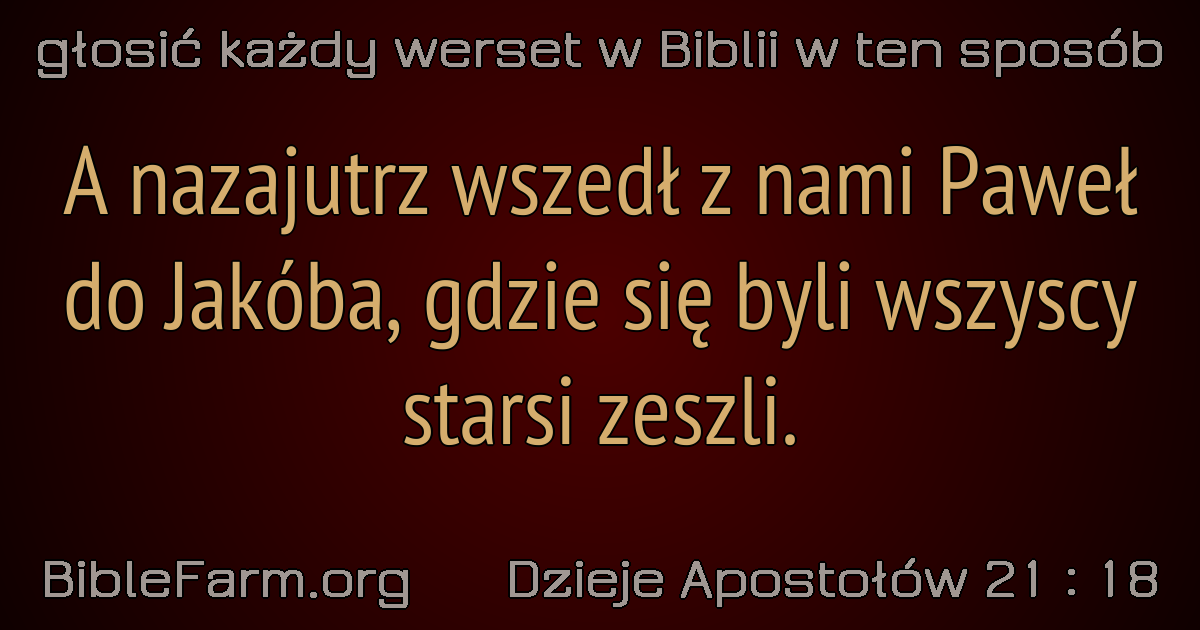 głosić każdy werset w Biblii w ten sposób
A nazajutrz wszedł z nami Paweł
do Jakóba, gdzie się byli wszyscy
starsi zeszli.
BibleFarm.org Dzieje Apostołów 21 : 18